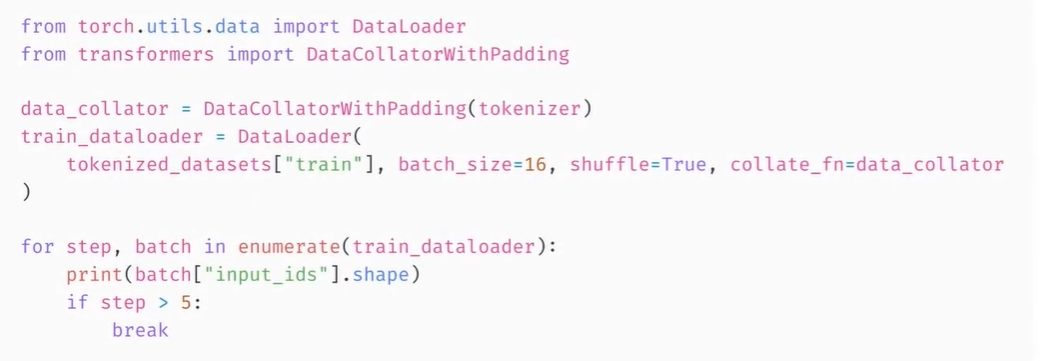 from torch.utils.data import DataLoader
from transformers import DataCollatorWithPadding

data_collator = DataCollatorWithPadding(tokenizer)
train_dataloader = DataLoader(
    tokenized_datasets["train"], batch_size=16, shuffle=True, collate_fn=data_collator
)

for step, batch in enumerate(train_dataloader):
    print(batch["input_ids"].shape)
    if step > 5:
        break